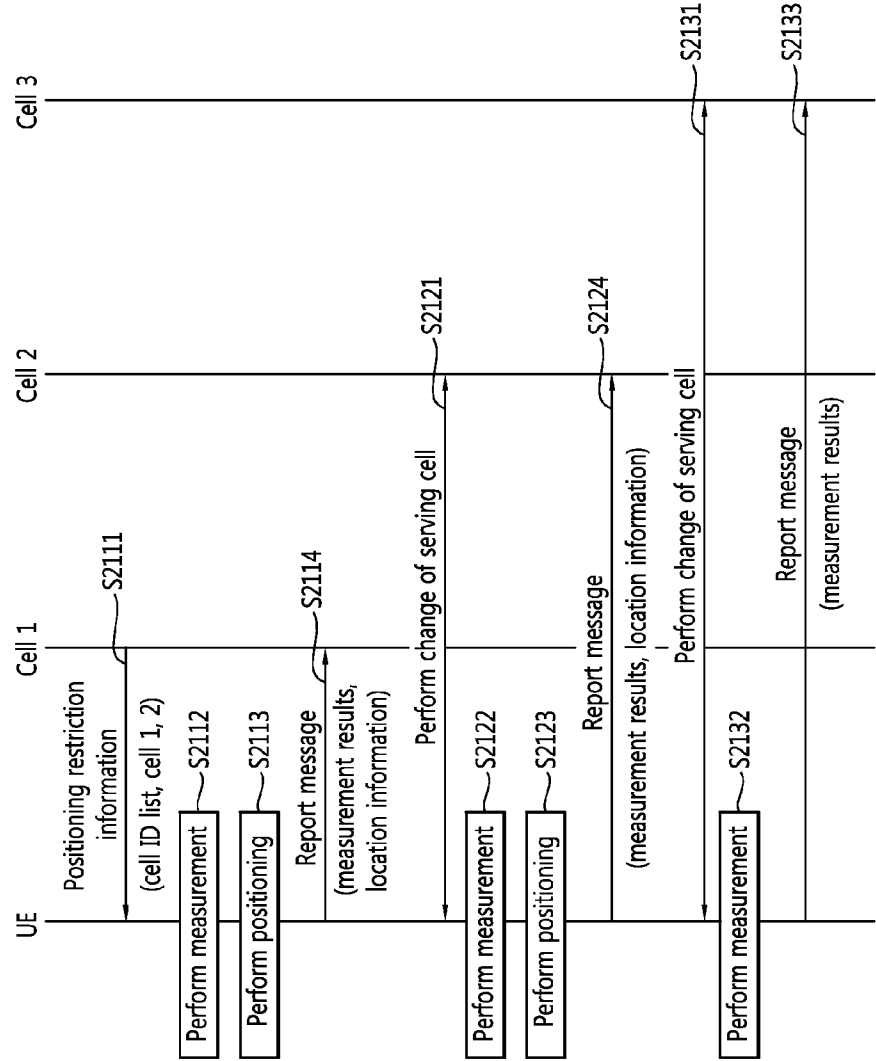 UE
Cell 1
Cell 2
Cell 3
Positioning restriction
information
(cell ID list, cell 1, 2)
S2111
Perform measurement
S2112
Perform positioning
S2113
Report message
(measurement results,
location information)
S2114
Perform change of serving cell
S2121
Perform measurement
S2122
Perform positioning
S2123
Report message
(measurement results, location information)
S2124
Perform change of serving cell
S2131
Perform measurement
S2132
Report message
(measurement results)
S2133